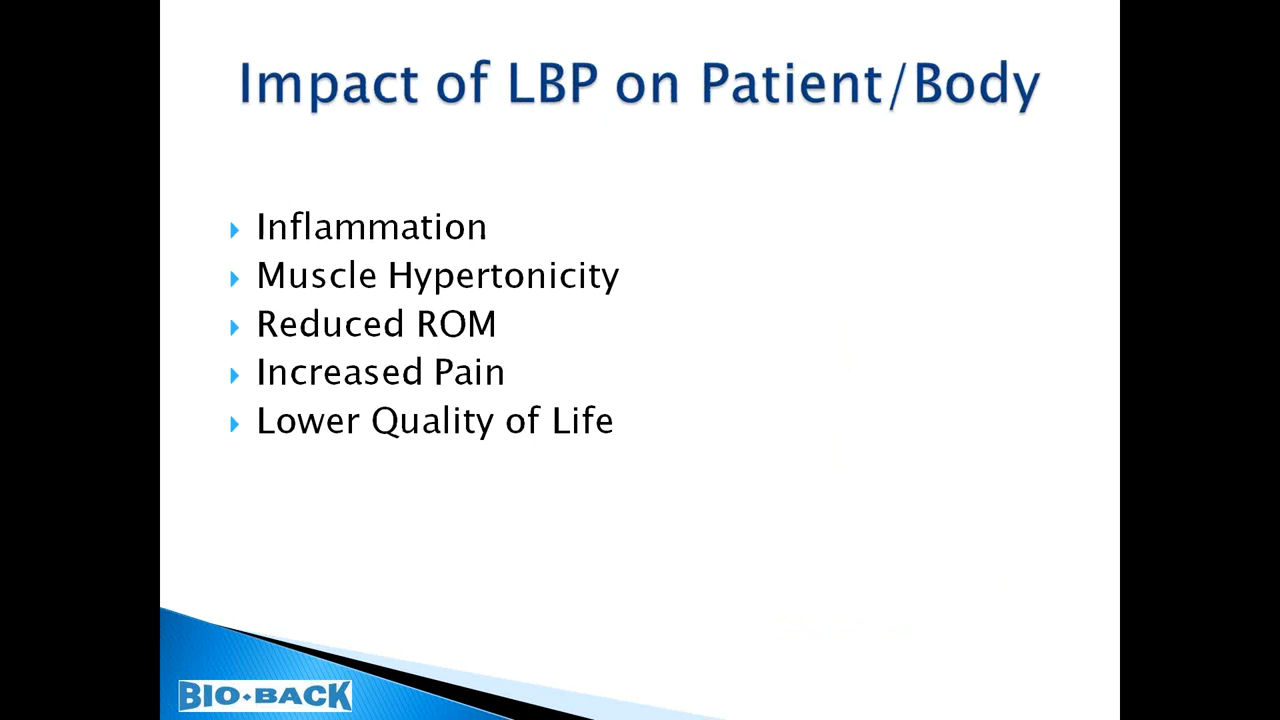 Impact of LBP on Patient/Body
Inflammation
Muscle Hypertonicity
Reduced ROM
Increased Pain
Lower Quality of Life
BIO•BACK